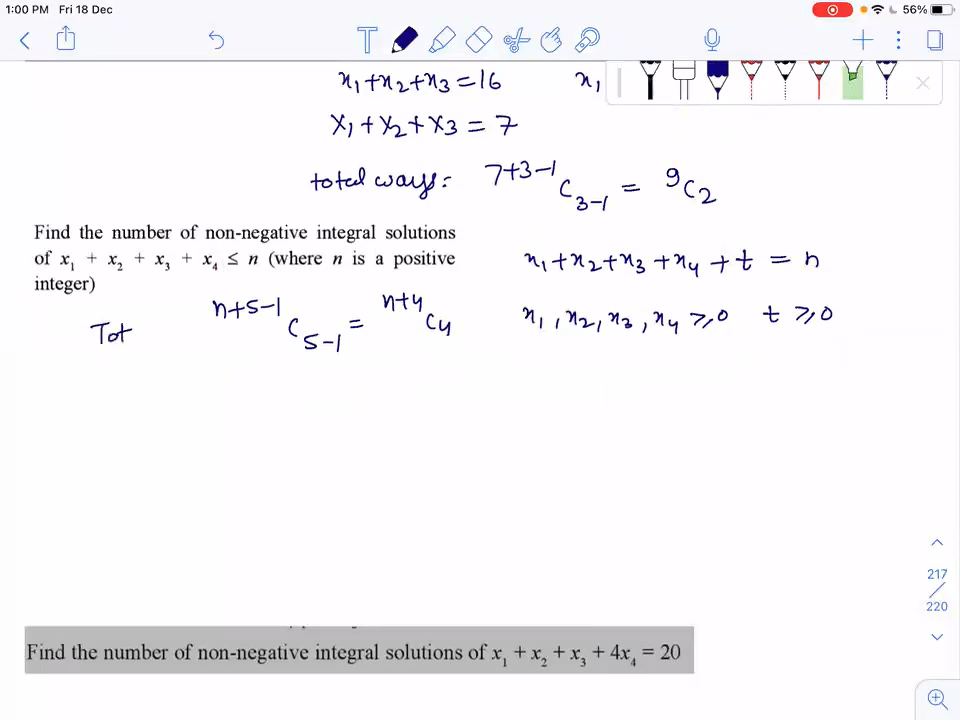 1:00 PM Fri 18 Dec
56%
x₁+x₂+x₃=16 x₁
X₁+X₂+X₃=7
total ways: ⁷⁺³⁻¹C₃₋₁ = ⁹C₂
Find the number of non-negative integral solutions
of x₁ + x₂ + x₃ + x₄ ≤ n (where n is a positive
integer)
x₁+x₂+x₃+x₄+t=n
Tot ⁿ⁺⁵⁻¹C₅₋₁ = ⁿ⁺⁴C₄
x₁,x₂,x₃,x₄⩾0 t⩾0
217
/
220
Find the number of non-negative integral solutions of x₁ + x₂ + x₃ + 4x₄ = 20